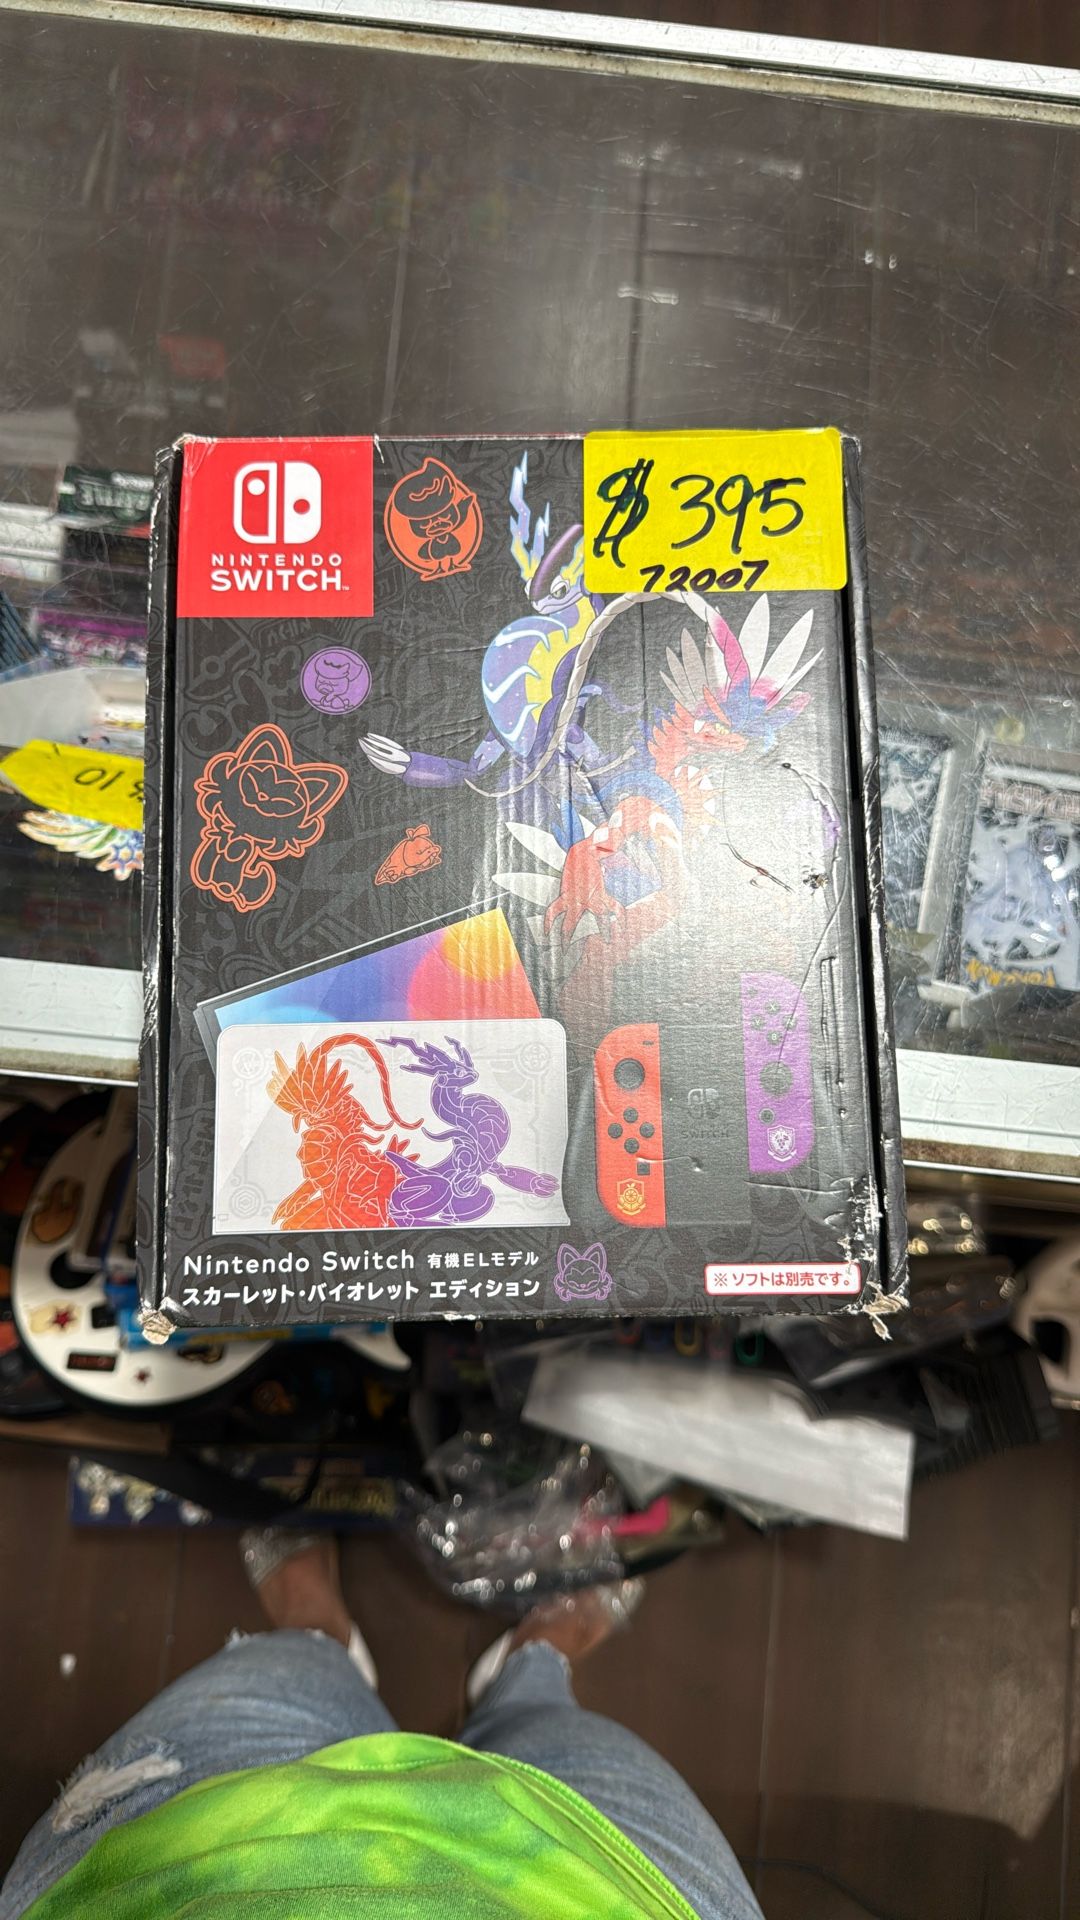 NINTENDO
SWITCH™
$ 395
72007
10
SWITCH
Nintendo Switch 有機ELモデル
スカーレット・バイオレット エディション
※ソフトは別売です。